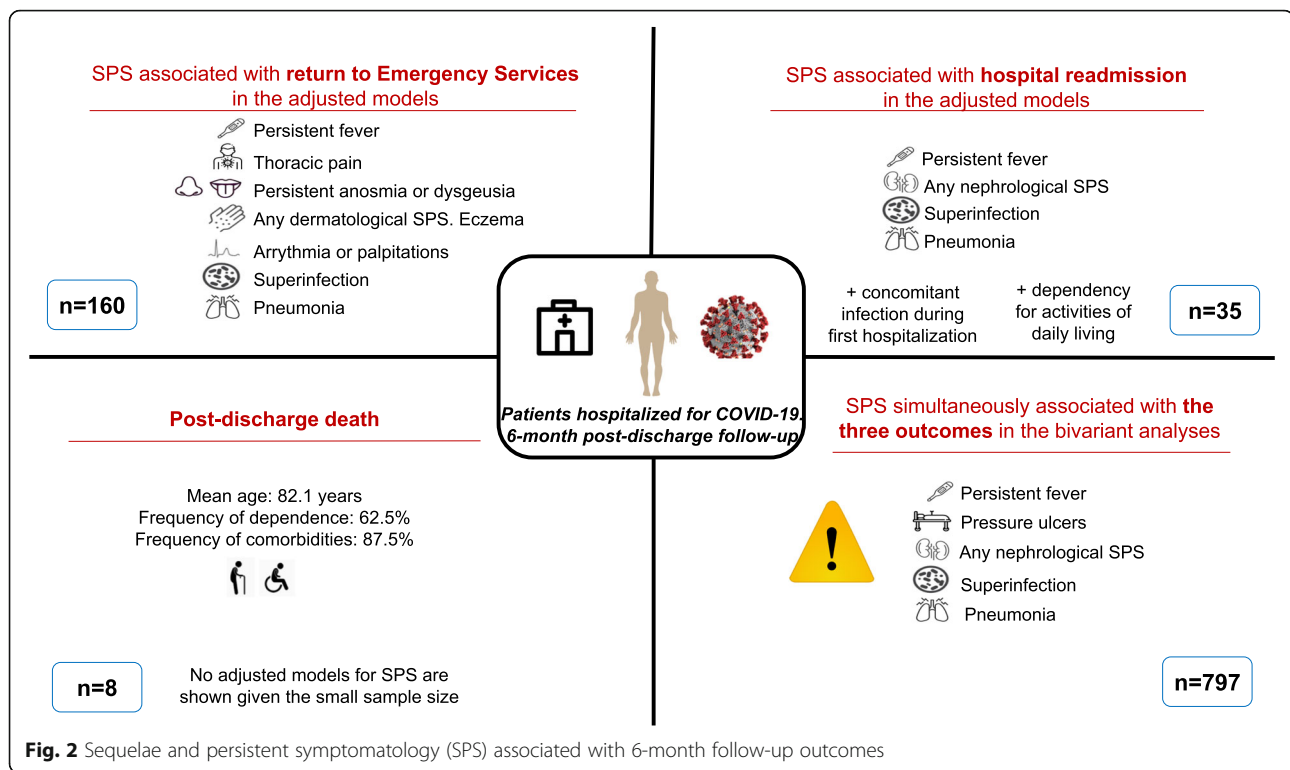 SPS associated with return to Emergency Services
in the adjusted models
Persistent fever
Thoracic pain
Persistent anosmia or dysgeusia
Any dermatological SPS. Eczema
Arrythmia or palpitations
Superinfection
Pneumonia
n=160
SPS associated with hospital readmission
in the adjusted models
Persistent fever
Any nephrological SPS
Superinfection
Pneumonia
+ concomitant
infection during
first hospitalization
+ dependency
for activities of
daily living
n=35
Patients hospitalized for COVID-19.
6-month post-discharge follow-up
Post-discharge death
Mean age: 82.1 years
Frequency of dependence: 62.5%
Frequency of comorbidities: 87.5%
n=8
No adjusted models for SPS are
shown given the small sample size
SPS simultaneously associated with the
three outcomes in the bivariant analyses
Persistent fever
Pressure ulcers
Any nephrological SPS
Superinfection
Pneumonia
n=797
Fig. 2 Sequelae and persistent symptomatology (SPS) associated with 6-month follow-up outcomes